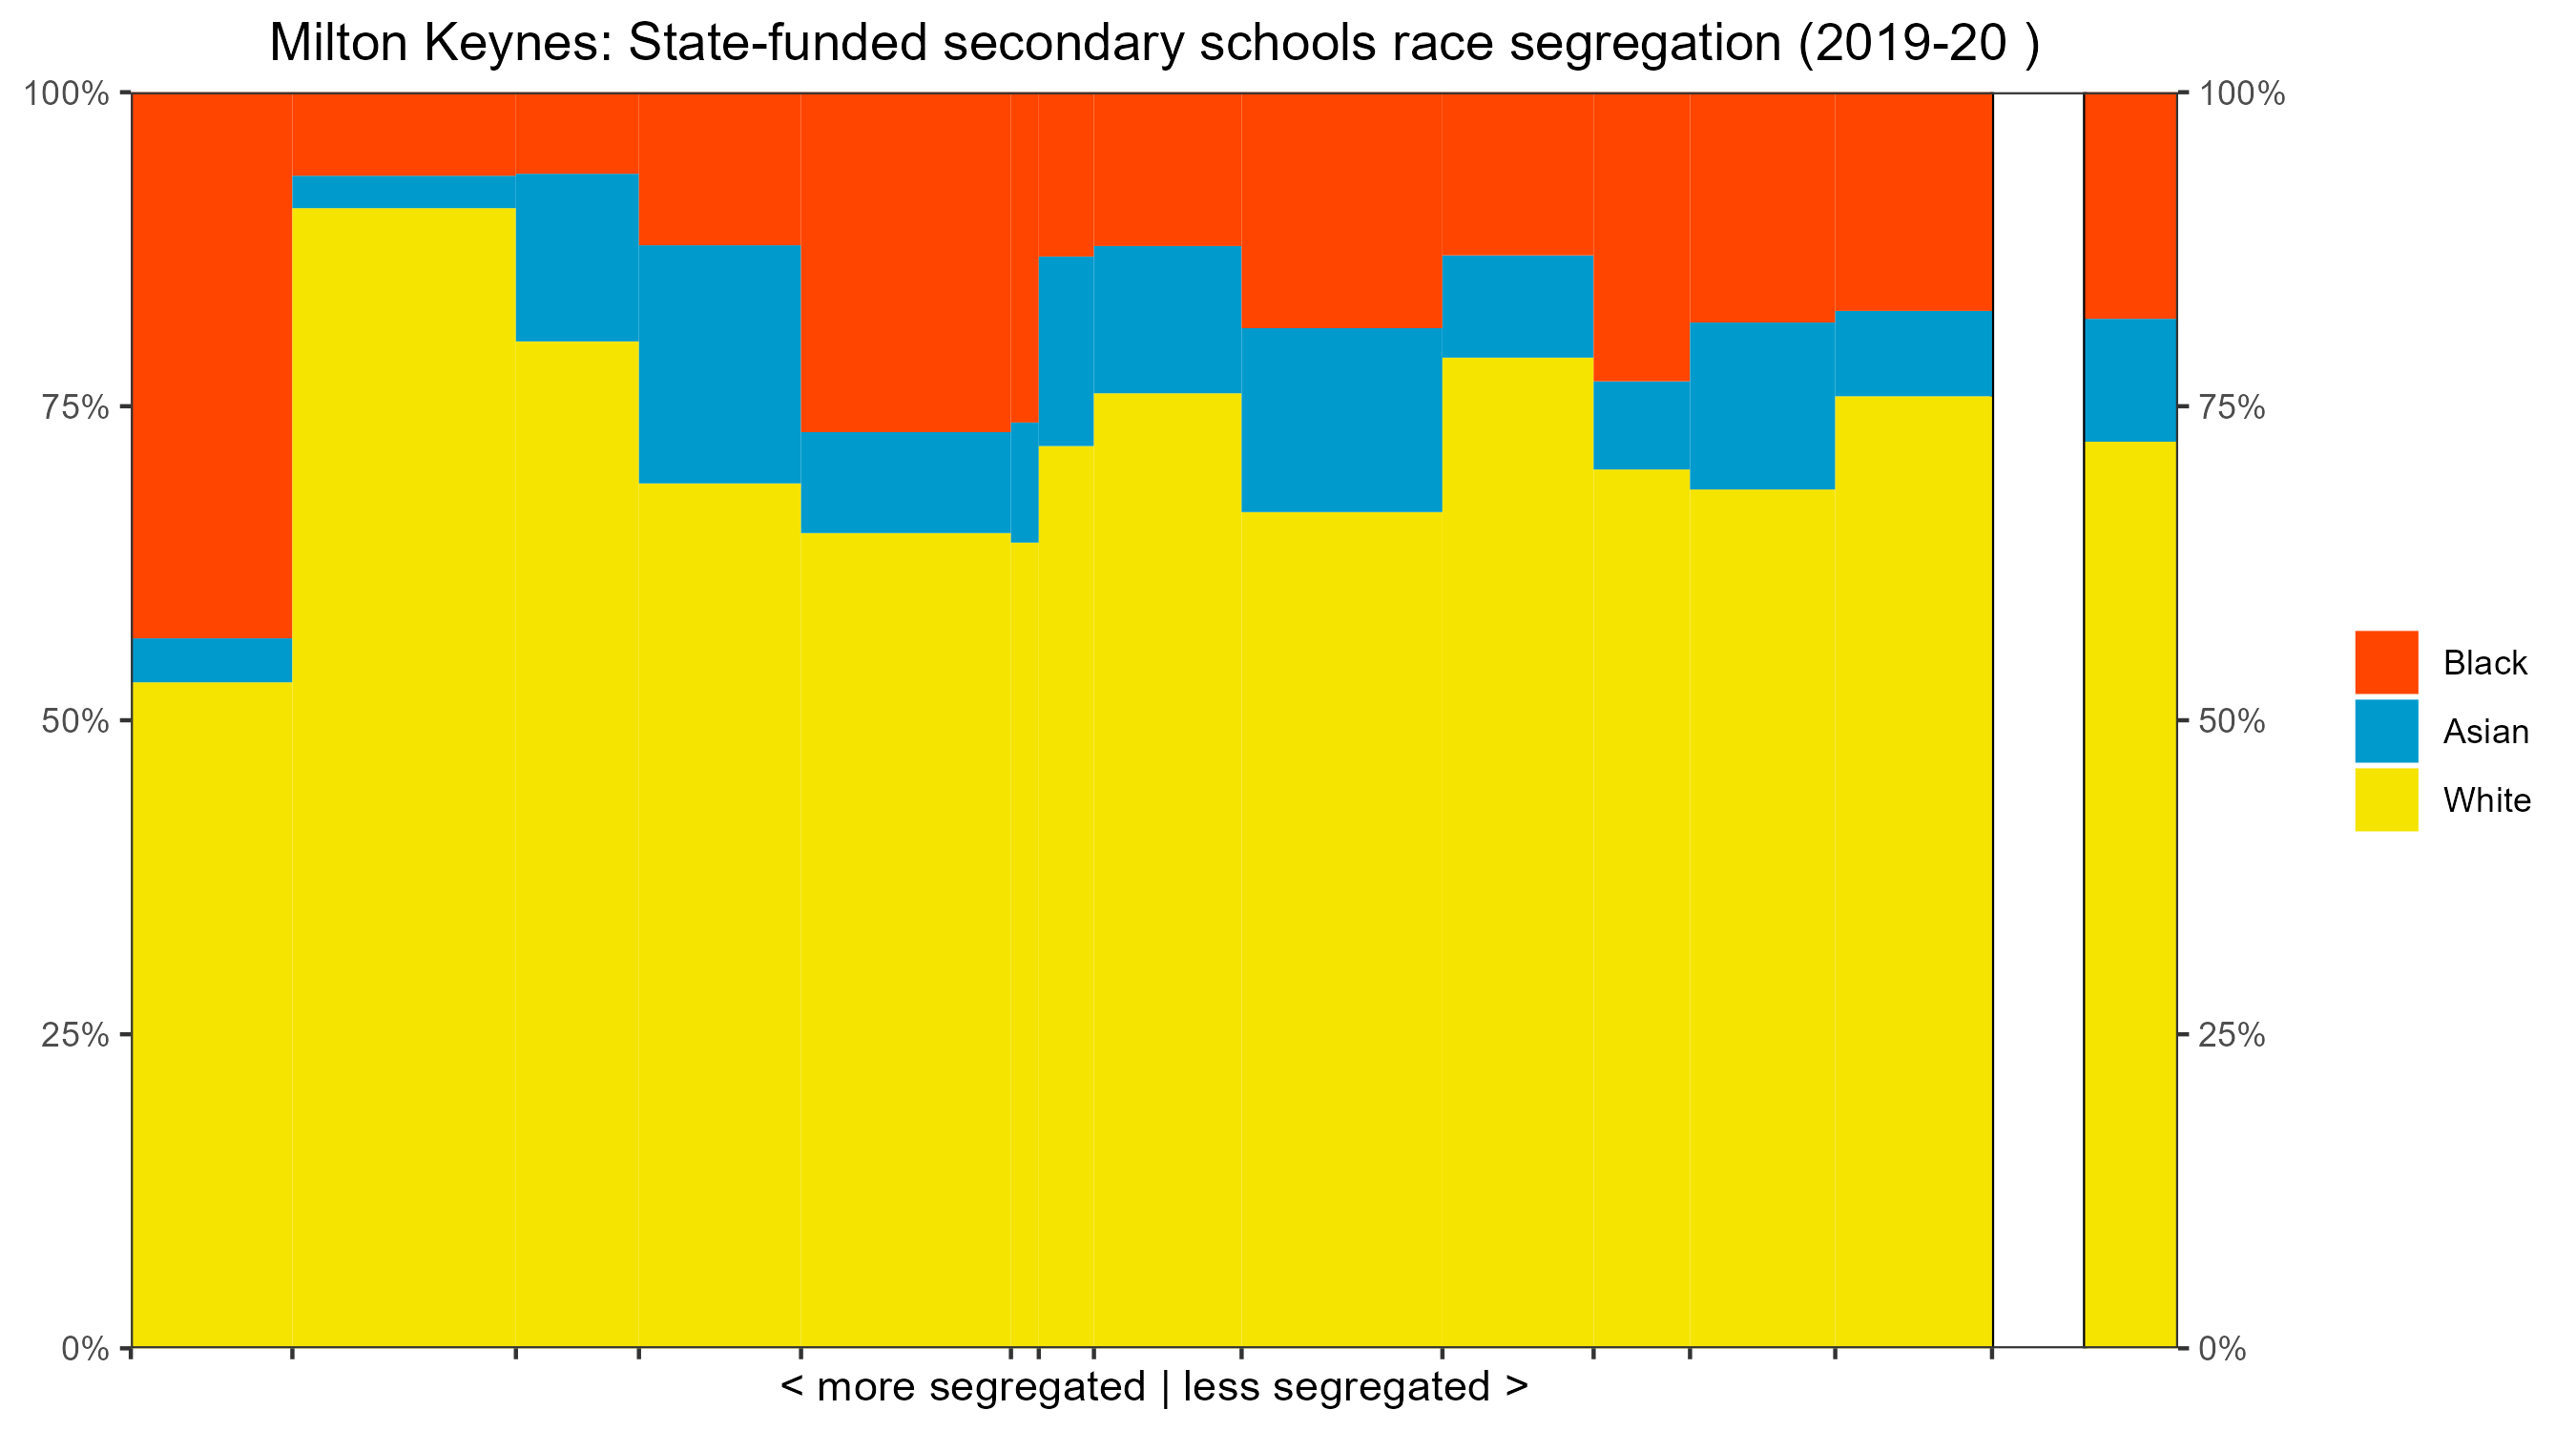 Milton Keynes: State-funded secondary schools race segregation (2019-20 )
100%
75%
50%
25%
0%
100%
75%
50%
25%
0%
< more segregated | less segregated >
Black
Asian
White